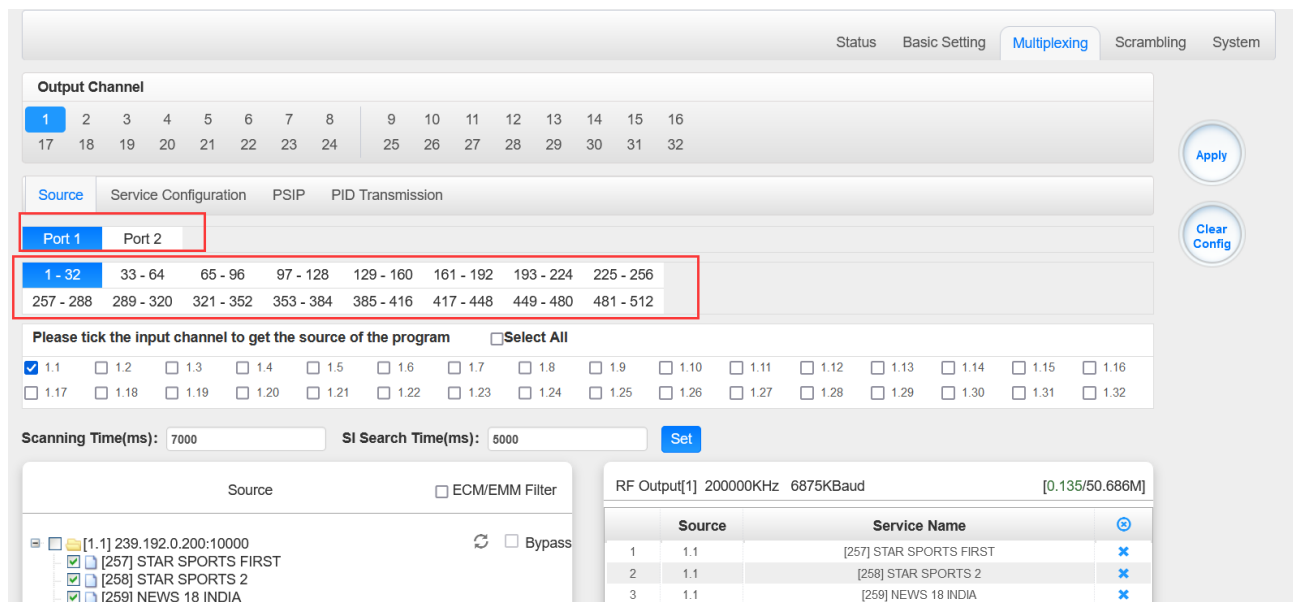 Status Basic Setting Multiplexing Scrambling System
Output Channel
1 2 3 4 5 6 7 8 9 10 11 12 13 14 15 16
17 18 19 20 21 22 23 24 25 26 27 28 29 30 31 32
Apply
Source Service Configuration PSIP PID Transmission
Port 1 Port 2
Clear
Config
1 - 32 33 - 64 65 - 96 97 - 128 129 - 160 161 - 192 193 - 224 225 - 256
257 - 288 289 - 320 321 - 352 353 - 384 385 - 416 417 - 448 449 - 480 481 - 512
Please tick the input channel to get the source of the program Select All
1.1 1.2 1.3 1.4 1.5 1.6 1.7 1.8 1.9 1.10 1.11 1.12 1.13 1.14 1.15 1.16
1.17 1.18 1.19 1.20 1.21 1.22 1.23 1.24 1.25 1.26 1.27 1.28 1.29 1.30 1.31 1.32
Scanning Time(ms): 7000 SI Search Time(ms): 5000 Set
Source ECM/EMM Filter
[1.1] 239.192.0.200:10000 Bypass
[257] STAR SPORTS FIRST
[258] STAR SPORTS 2
[259] NEWS 18 INDIA
RF Output[1] 200000KHz 6875KBaud [0.135/50.686M]
Source Service Name
1 1.1 [257] STAR SPORTS FIRST
2 1.1 [258] STAR SPORTS 2
3 1.1 [259] NEWS 18 INDIA